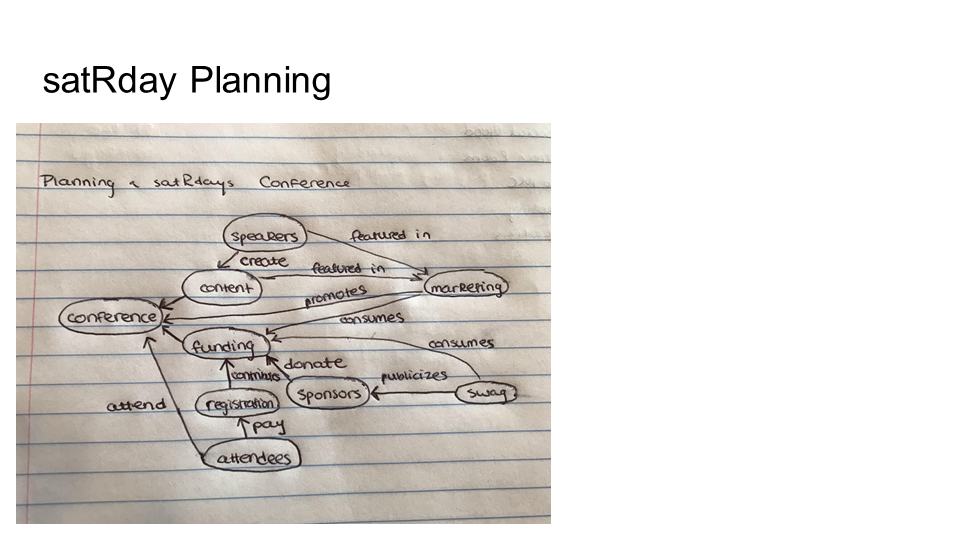 satRday Planning
Planning a satRdays Conference
speakers
featured in
create
featured in
content
marketing
promotes
conference
consumes
funding
consumes
donate
publicizes
sponsors
swag
attend
registration
pay
attendees